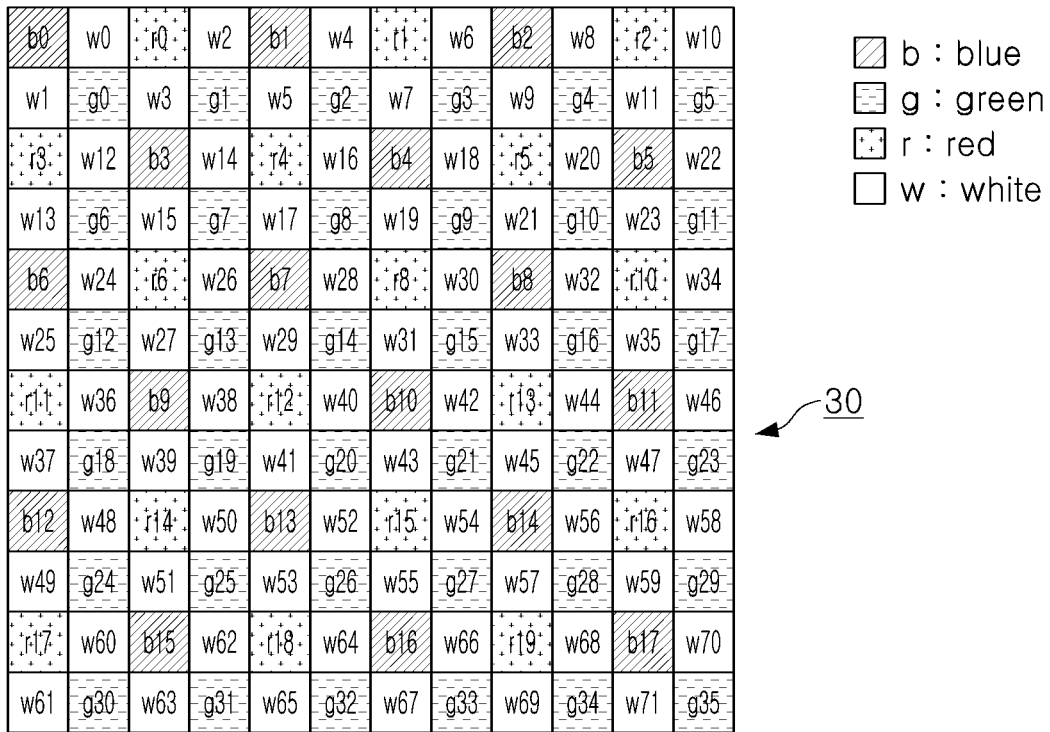 b0 w0 r0 w2 b1 w4 r1 w6 b2 w8 r2 w10
w1 g0 w3 g1 w5 g2 w7 g3 w9 g4 w11 g5
r3 w12 b3 w14 r4 w16 b4 w18 r5 w20 b5 w22
w13 g6 w15 g7 w17 g8 w19 g9 w21 g10 w23 g11
b6 w24 r6 w26 b7 w28 r8 w30 b8 w32 r10 w34
w25 g12 w27 g13 w29 g14 w31 g15 w33 g16 w35 g17
r11 w36 b9 w38 r12 w40 b10 w42 r13 w44 b11 w46
w37 g18 w39 g19 w41 g20 w43 g21 w45 g22 w47 g23
b12 w48 r14 w50 b13 w52 r15 w54 b14 w56 r16 w58
w49 g24 w51 g25 w53 g26 w55 g27 w57 g28 w59 g29
r17 w60 b15 w62 r18 w64 b16 w66 r19 w68 b17 w70
w61 g30 w63 g31 w65 g32 w67 g33 w69 g34 w71 g35
b : blue
g : green
r : red
w : white
30